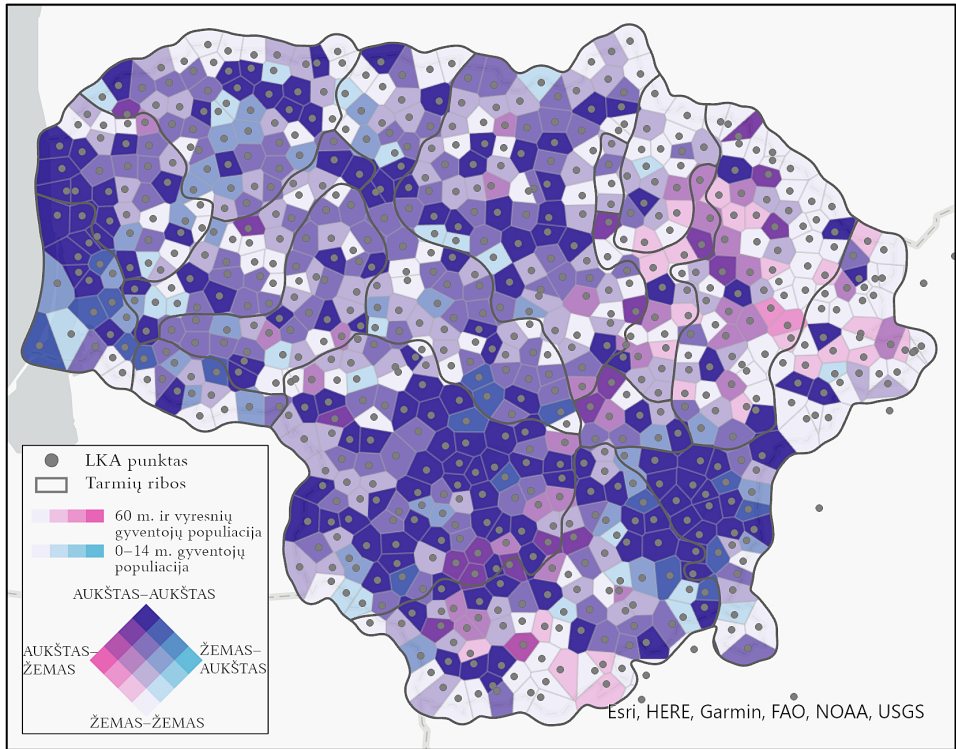 LKA punktas
Tarmių ribos
60 m. ir vyresnių
gyventojų populiacija
0–14 m. gyventojų
populiacija
AUKŠTAS–AUKŠTAS
AUKŠTAS–
ŽEMAS
ŽEMAS–
AUKŠTAS
ŽEMAS–ŽEMAS
Esri, HERE, Garmin, FAO, NOAA, USGS